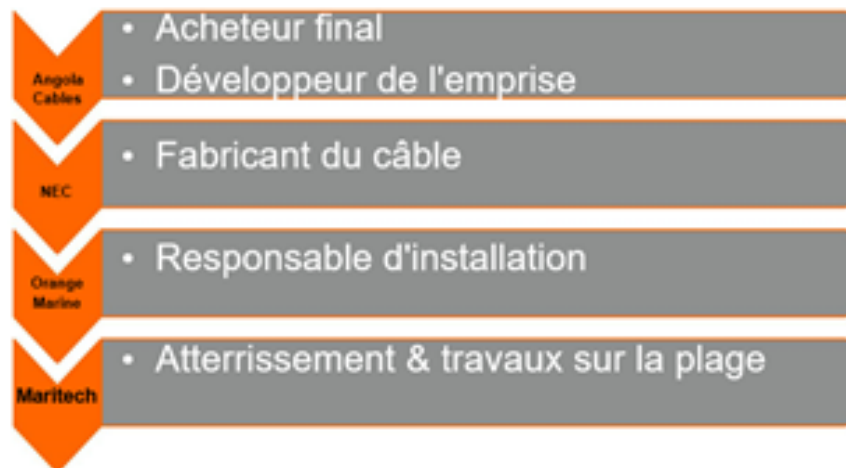 Angola
Cables
• Acheteur final
• Développeur de l'emprise
NEC
• Fabricant du câble
Orange
Marine
• Responsable d'installation
Maritech
• Atterrissement & travaux sur la plage